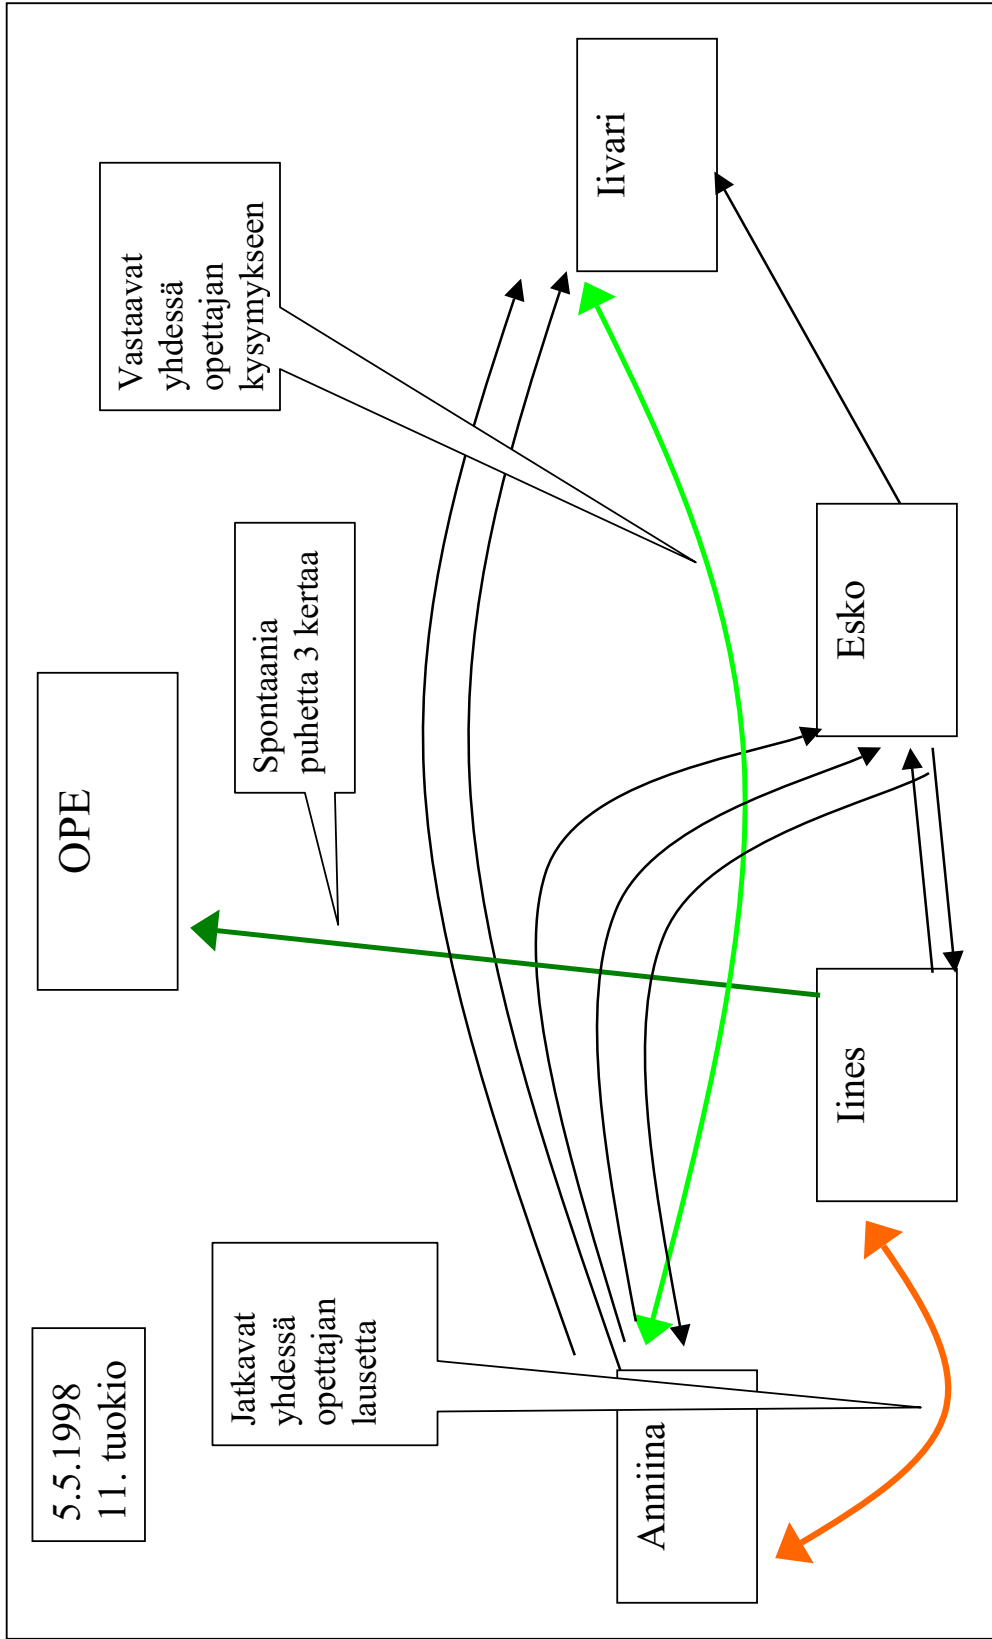 5.5.1998
11. tuokio
OPE
Vastaavat
yhdessä
opettajan
kysymykseen
Spontaania
puhetta 3 kertaa
Jatkavat
yhdessä
opettajan
lausetta
Anniina
Iivari
Iines
Esko